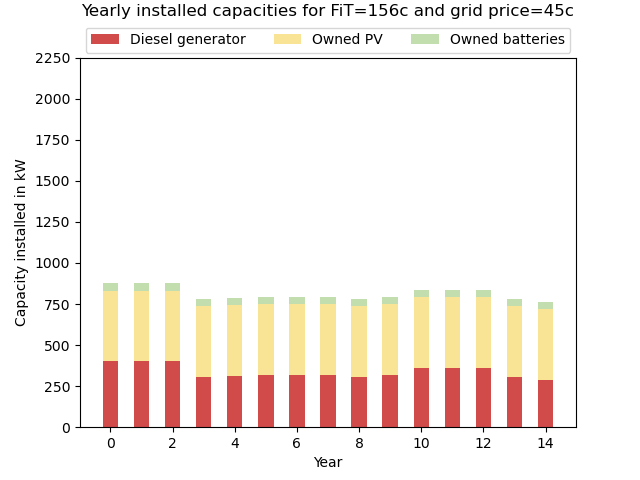 Yearly installed capacities for FiT=156c and grid price=45c
Diesel generator Owned PV Owned batteries
2250
2000
1750
1500
1250
1000
750
500
250
0
Capacity installed in kW
0 2 4 6 8 10 12 14
Year